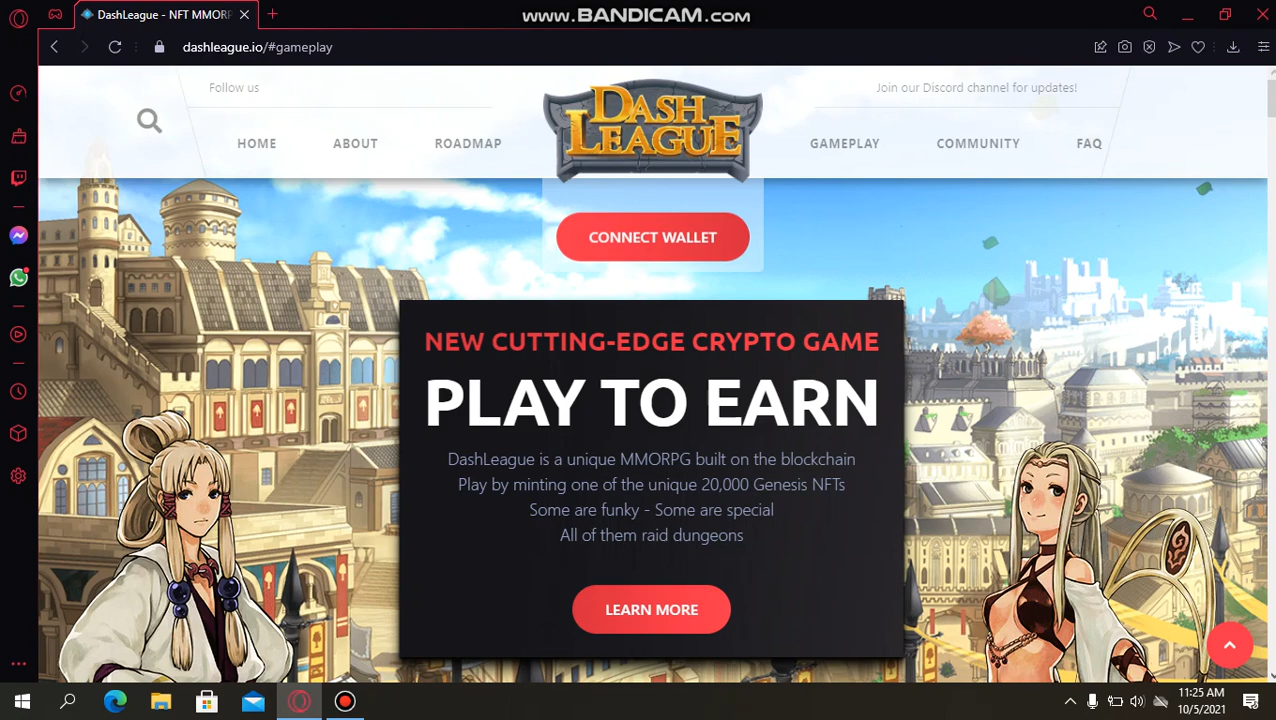 www.BANDICAM.com
DashLeague - NFT MMORP
dashleague.io/#gameplay
Follow us
Join our Discord channel for updates!
DASH
LEAGUE
HOME
ABOUT
ROADMAP
GAMEPLAY
COMMUNITY
FAQ
CONNECT WALLET
NEW CUTTING-EDGE CRYPTO GAME
PLAY TO EARN
DashLeague is a unique MMORPG built on the blockchain
Play by minting one of the unique 20,000 Genesis NFTs
Some are funky - Some are special
All of them raid dungeons
LEARN MORE
11:25 AM
10/5/2021